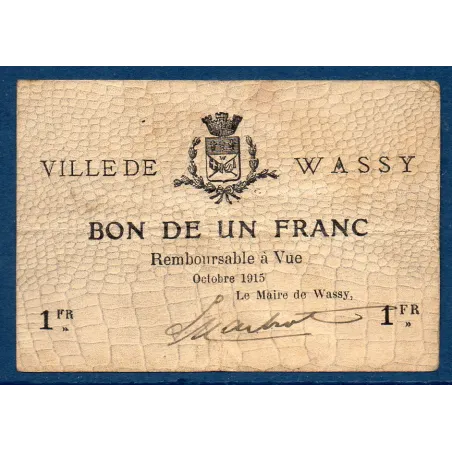 VILLE DE WASSY
BON DE UN FRANC
Remboursable à Vue
Octobre 1915
Le Maire de Wassy,
1 FR » 1 FR »